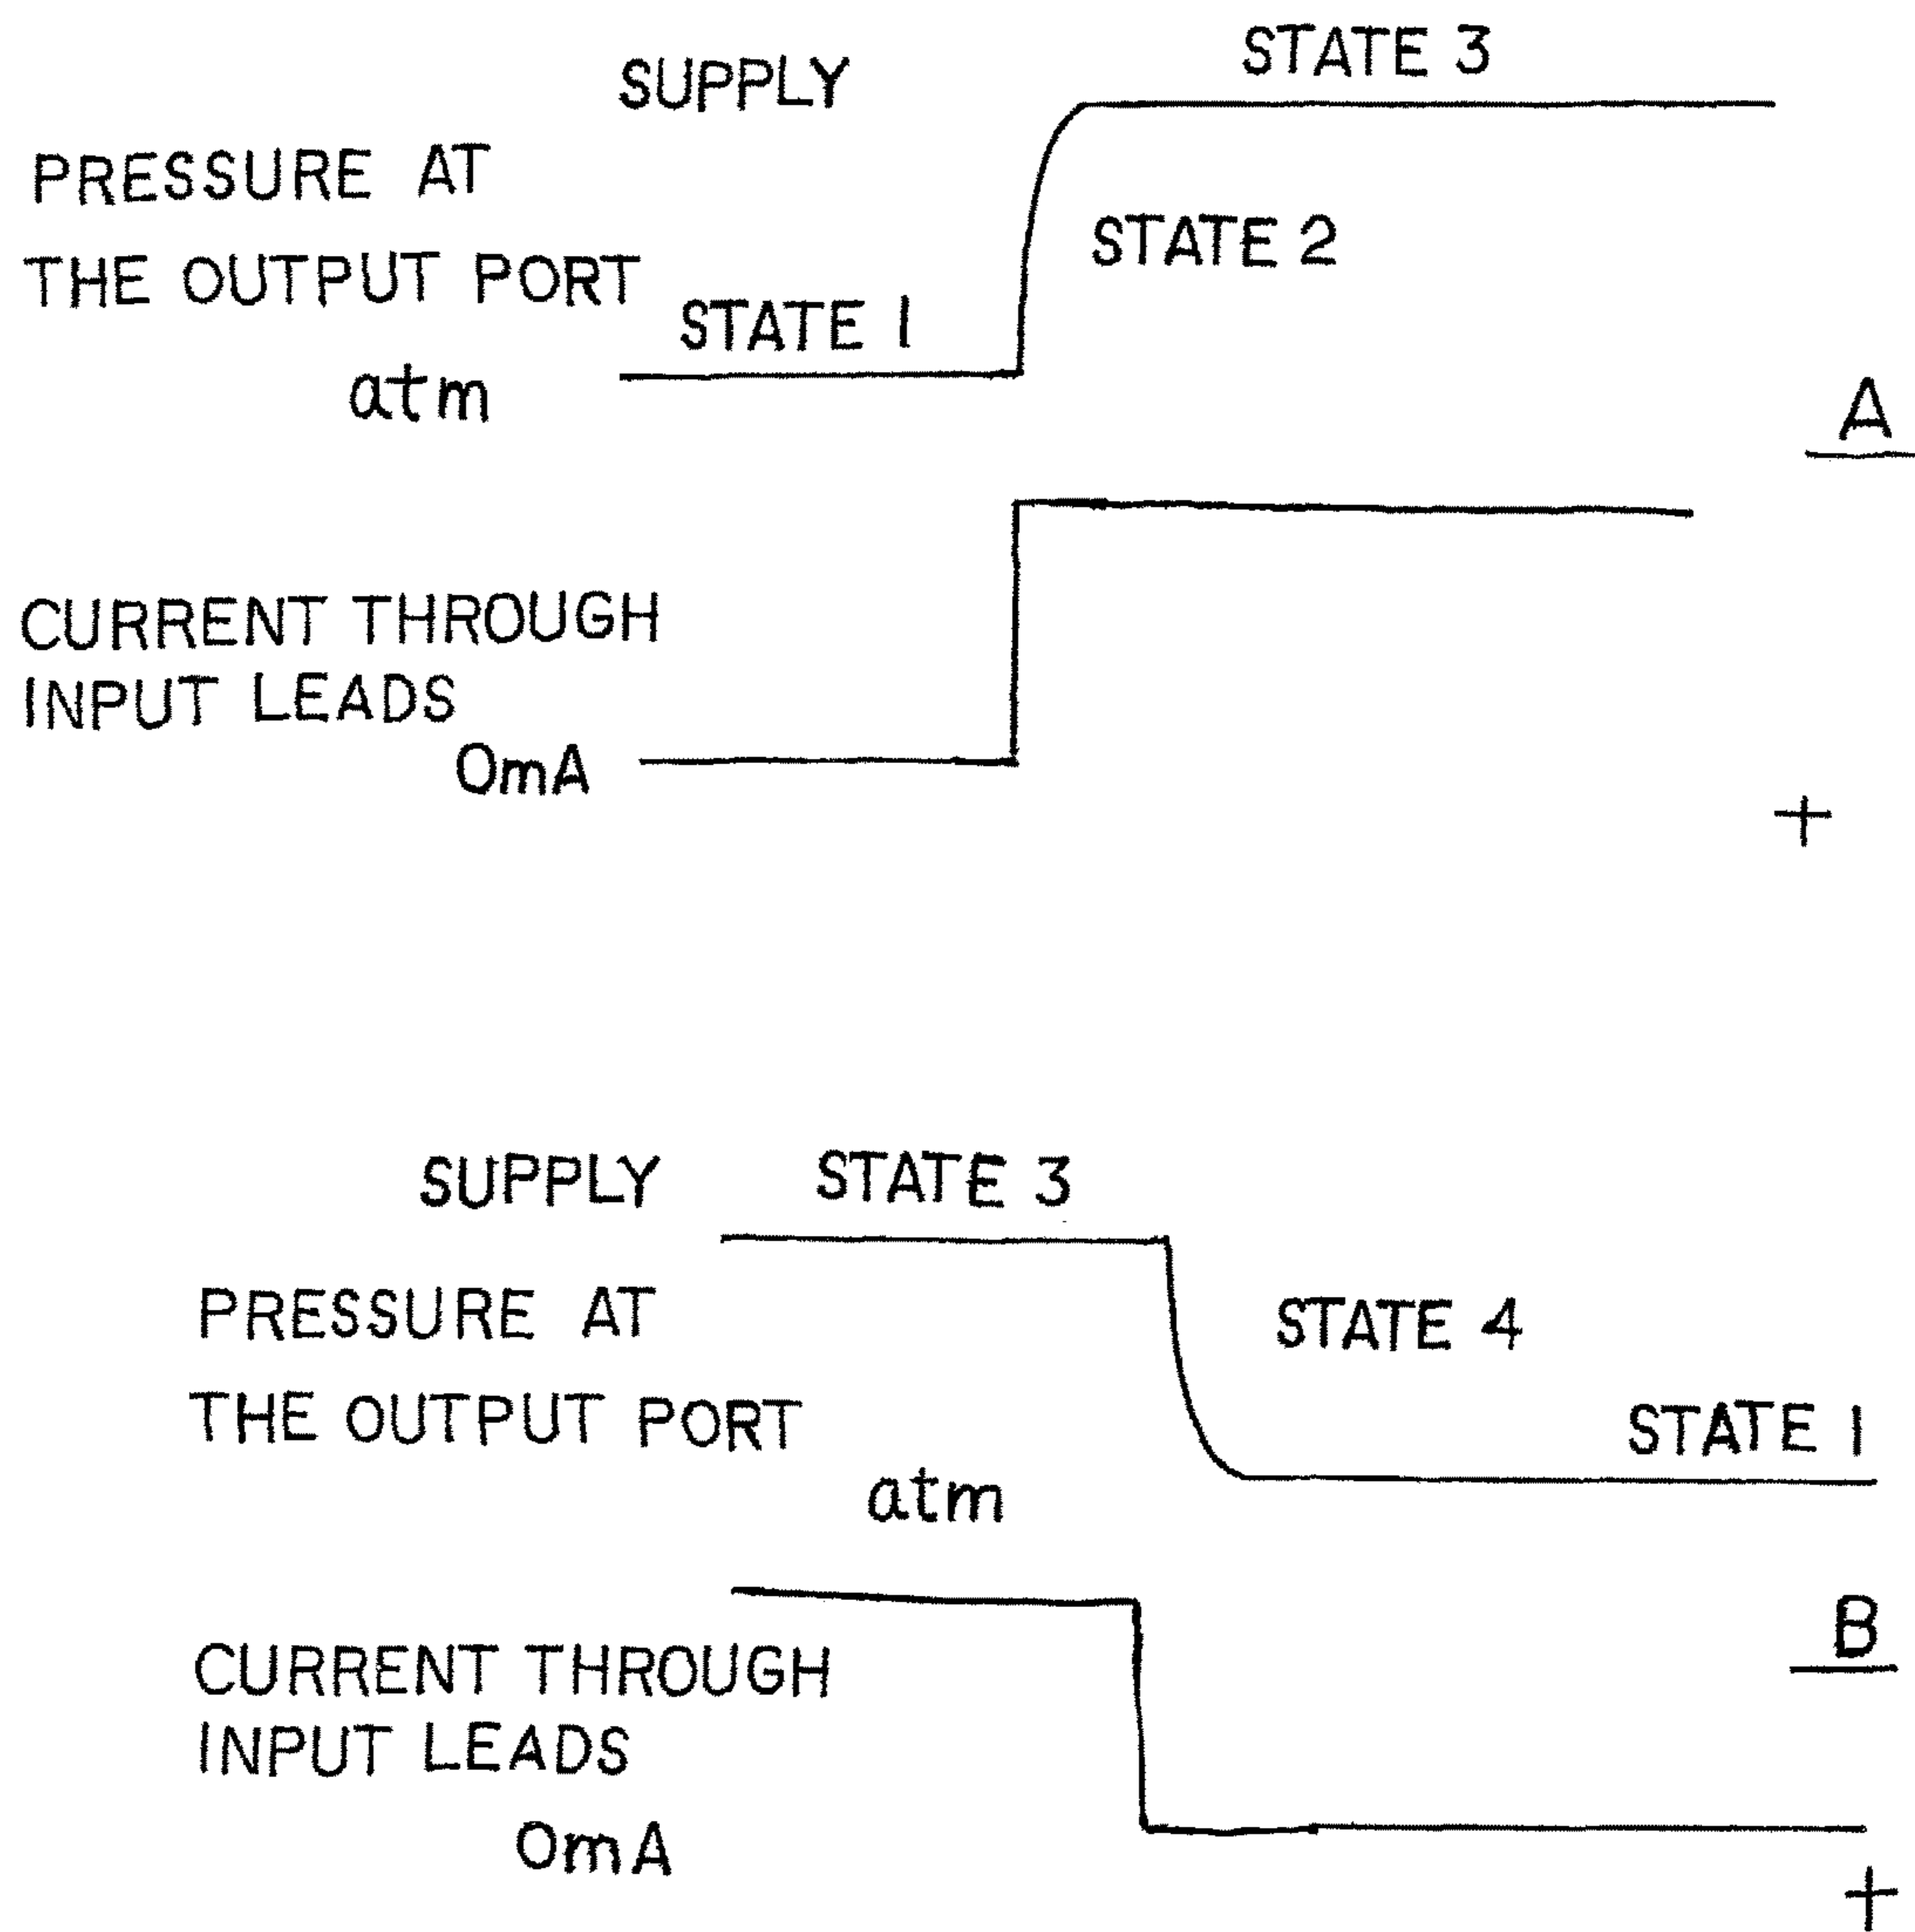 SUPPLY
STATE 3
PRESSURE AT
THE OUTPUT PORT
STATE 2
STATE 1
atm
A
CURRENT THROUGH
INPUT LEADS
0mA
t
SUPPLY
STATE 3
PRESSURE AT
THE OUTPUT PORT
STATE 4
STATE 1
atm
B
CURRENT THROUGH
INPUT LEADS
0mA
t